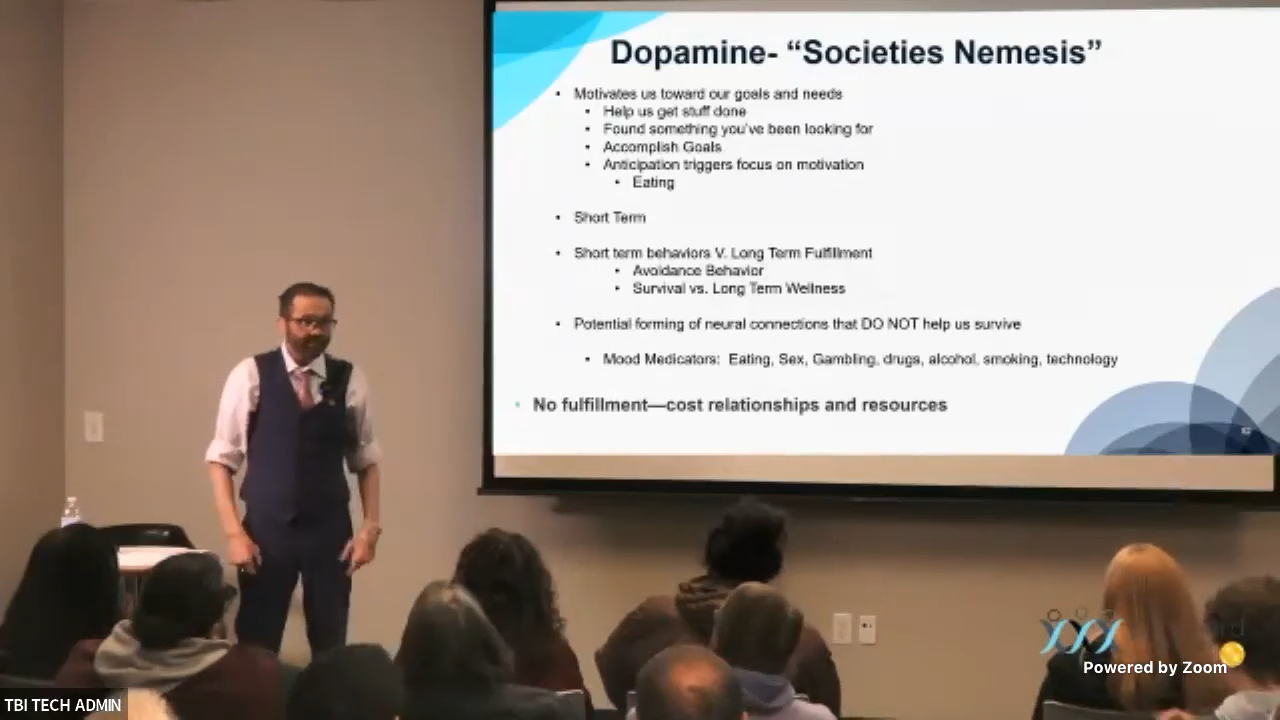 Dopamine- “Societies Nemesis”
• Motivates us toward our goals and needs
• Help us get stuff done
• Found something you've been looking for
• Accomplish Goals
• Anticipation triggers focus on motivation
• Eating
• Short Term
• Short term behaviors V. Long Term Fulfillment
• Avoidance Behavior
• Survival vs. Long Term Wellness
• Potential forming of neural connections that DO NOT help us survive
• Mood Medicators: Eating, Sex, Gambling, drugs, alcohol, smoking, technology
• No fulfillment—cost relationships and resources
Powered by Zoom
TBI TECH ADMIN